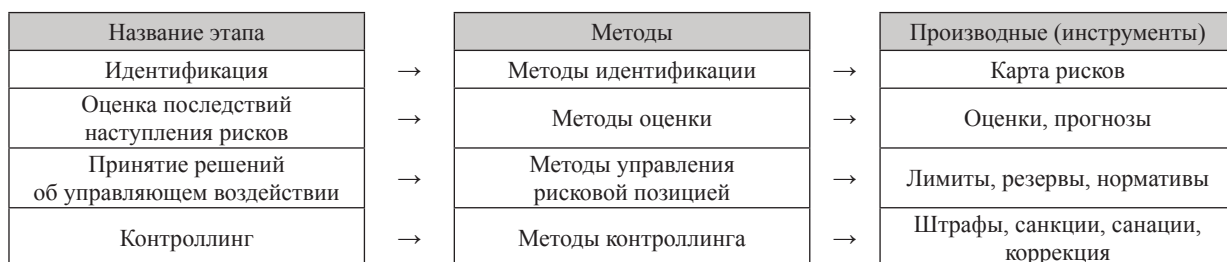 Название этапа → Методы → Производные (инструменты)
Идентификация → Методы идентификации → Карта рисков
Оценка последствий
наступления рисков → Методы оценки → Оценки, прогнозы
Принятие решений
об управляющем воздействии → Методы управления
рисковой позицией → Лимиты, резервы, нормативы
Контроллинг → Методы контроллинга → Штрафы, санкции, санации,
коррекция